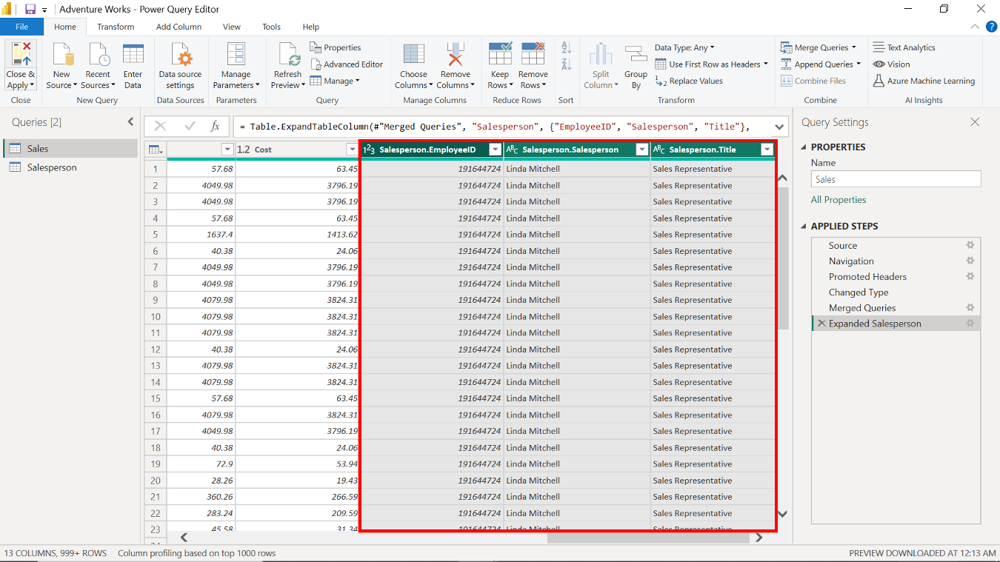 Adventure Works - Power Query Editor
File Home Transform Add Column View Tools Help
Close & Apply
New Source
Recent Sources
Enter Data
Data source settings
Manage Parameters
Refresh Preview
Properties
Advanced Editor
Manage
Choose Columns
Remove Columns
Keep Rows
Remove Rows
Split Column
Group By
Data Type: Any
Use First Row as Headers
Replace Values
Merge Queries
Append Queries
Combine Files
Text Analytics
Vision
Azure Machine Learning
Close New Query Data Sources Parameters Query Manage Columns Reduce Rows Sort Transform Combine AI Insights
Queries [2]
Sales
Salesperson
fx = Table.ExpandTableColumn(#"Merged Queries", "Salesperson", {"EmployeeID", "Salesperson", "Title"},
1.2 Cost 123 Salesperson.EmployeeID ABC Salesperson.Salesperson ABC Salesperson.Title
1 57.68 63.45 191644724 Linda Mitchell Sales Representative
2 4049.98 3796.19 191644724 Linda Mitchell Sales Representative
3 4049.98 3796.19 191644724 Linda Mitchell Sales Representative
4 57.68 63.45 191644724 Linda Mitchell Sales Representative
5 1637.4 1413.62 191644724 Linda Mitchell Sales Representative
6 40.38 24.06 191644724 Linda Mitchell Sales Representative
7 4049.98 3796.19 191644724 Linda Mitchell Sales Representative
8 4049.98 3796.19 191644724 Linda Mitchell Sales Representative
9 4079.98 3824.31 191644724 Linda Mitchell Sales Representative
10 4079.98 3824.31 191644724 Linda Mitchell Sales Representative
11 4079.98 3824.31 191644724 Linda Mitchell Sales Representative
12 40.38 24.06 191644724 Linda Mitchell Sales Representative
13 4079.98 3824.31 191644724 Linda Mitchell Sales Representative
14 4079.98 3824.31 191644724 Linda Mitchell Sales Representative
15 57.68 63.45 191644724 Linda Mitchell Sales Representative
16 4079.98 3824.31 191644724 Linda Mitchell Sales Representative
17 4049.98 3796.19 191644724 Linda Mitchell Sales Representative
18 40.38 24.06 191644724 Linda Mitchell Sales Representative
19 72.9 53.94 191644724 Linda Mitchell Sales Representative
20 28.26 19.43 191644724 Linda Mitchell Sales Representative
21 360.26 266.59 191644724 Linda Mitchell Sales Representative
22 283.24 209.59 191644724 Linda Mitchell Sales Representative
23 45.58 31.34 191644724 Linda Mitchell Sales Representative
Query Settings
PROPERTIES
Name
Sales
All Properties
APPLIED STEPS
Source
Navigation
Promoted Headers
Changed Type
Merged Queries
Expanded Salesperson
13 COLUMNS, 999+ ROWS Column profiling based on top 1000 rows PREVIEW DOWNLOADED AT 12:13 AM